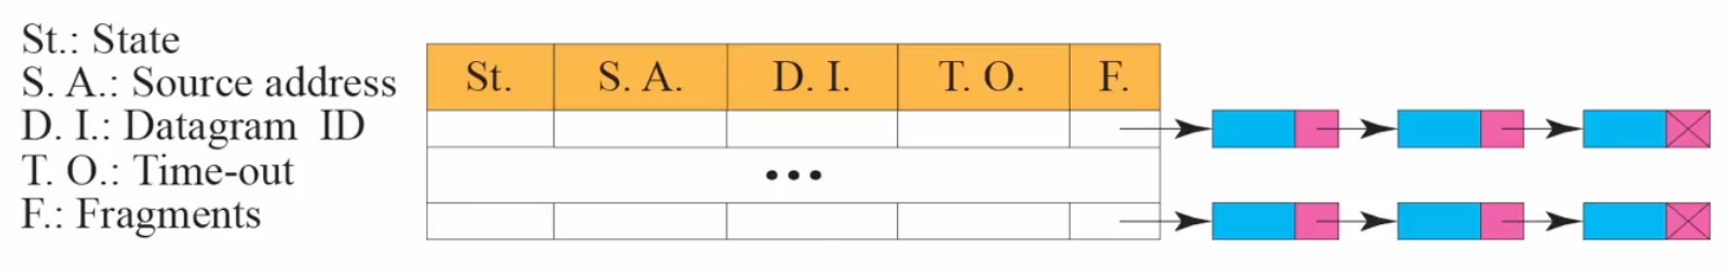 St.: State
S. A.: Source address
D. I.: Datagram ID
T. O.: Time-out
F.: Fragments
St. S. A. D. I. T. O. F.
•••